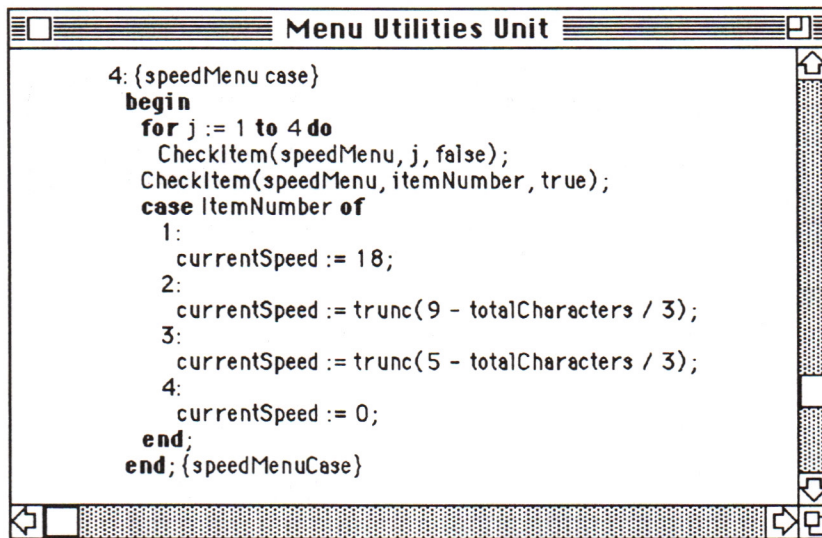 Menu Utilities Unit
4: {speedMenu case}
begin
for j := 1 to 4 do
CheckItem(speedMenu, j, false);
CheckItem(speedMenu, itemNumber, true);
case ItemNumber of
1:
currentSpeed := 18;
2:
currentSpeed := trunc(9 - totalCharacters / 3);
3:
currentSpeed := trunc(5 - totalCharacters / 3);
4:
currentSpeed := 0;
end;
end; {speedMenuCase}